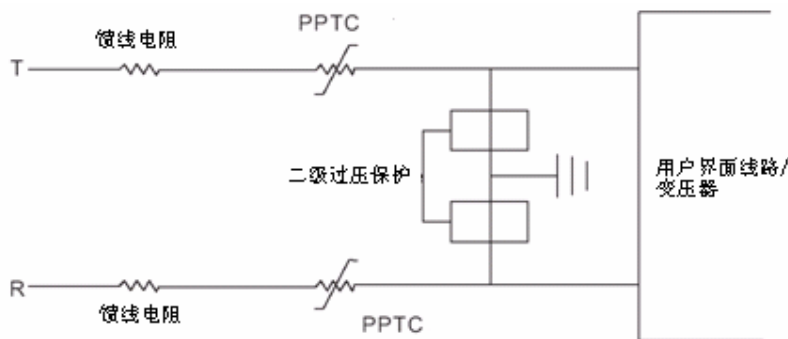 PPTC
馈线电阻
T
二级过压保护
用户界面线路/
变压器
R
馈线电阻
PPTC